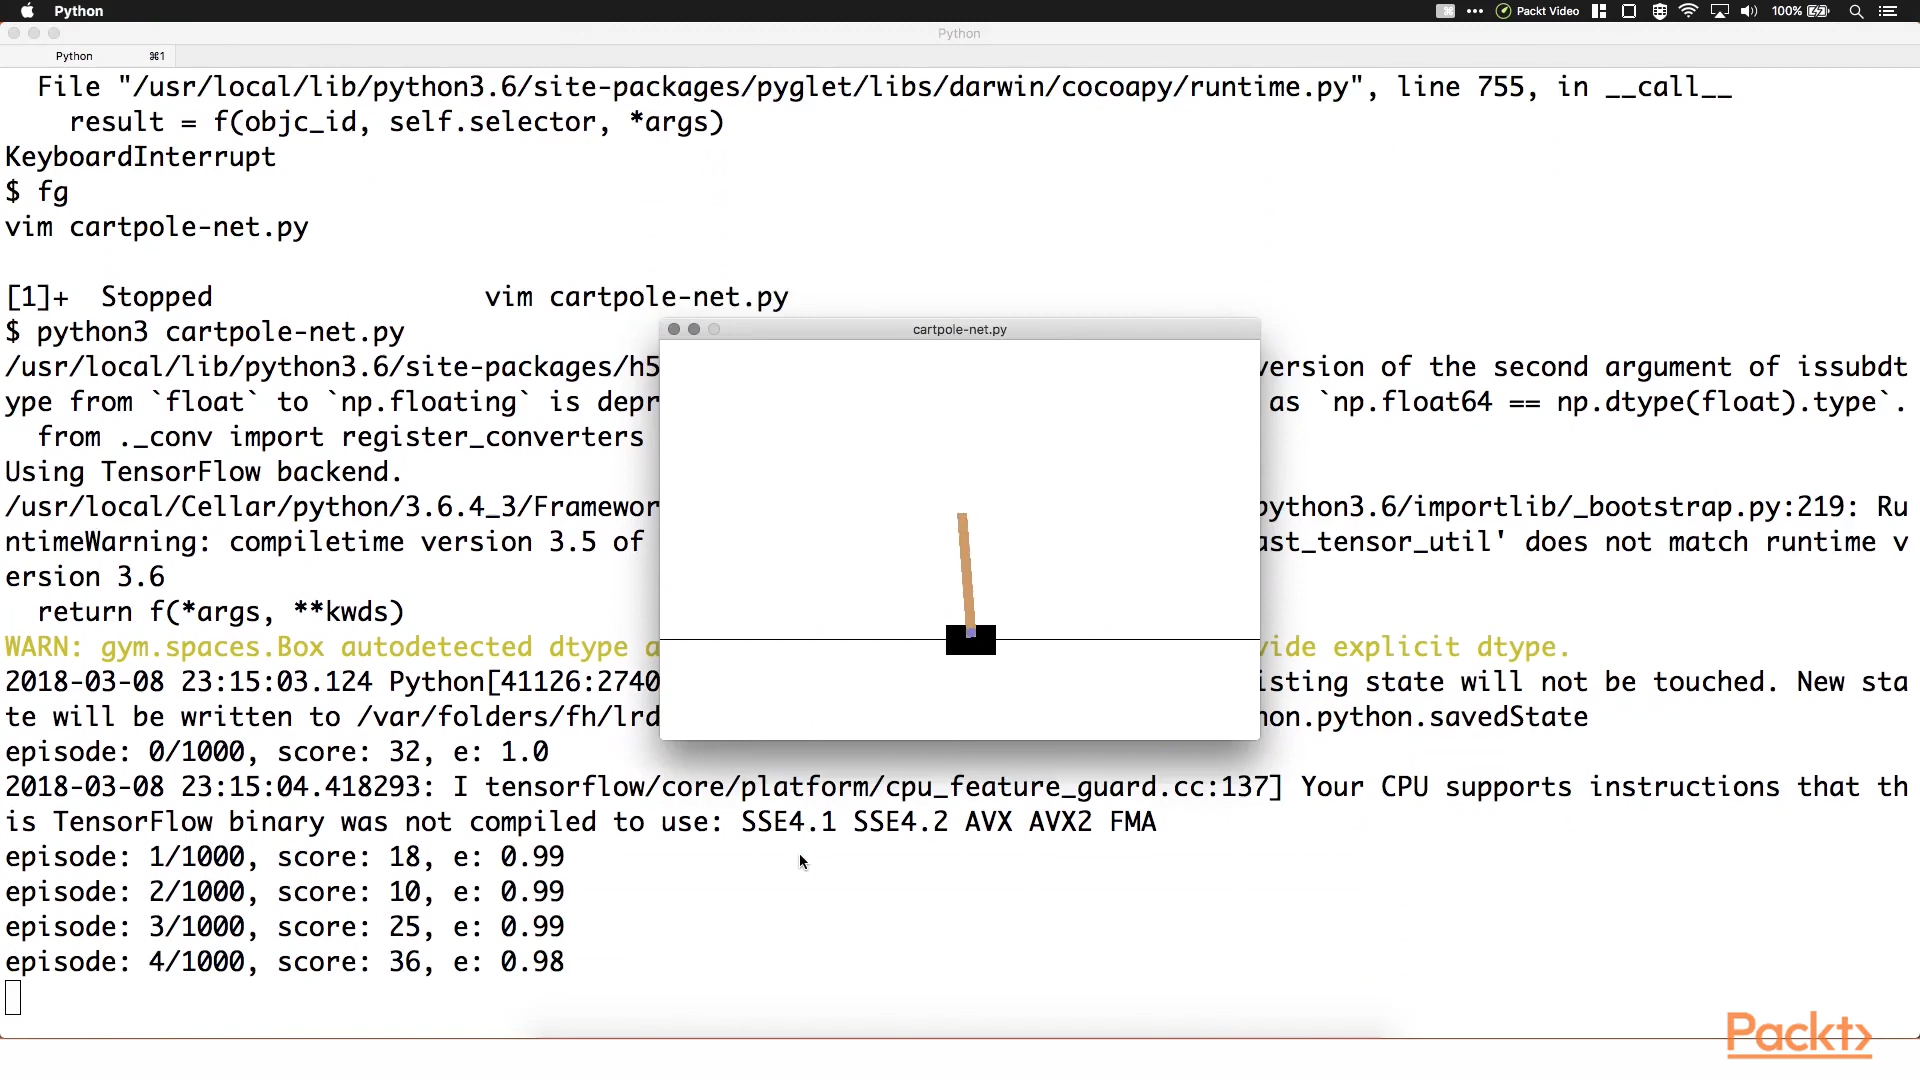 Python
Packt Video
100%
Python
Python ⌘1
File "/usr/local/lib/python3.6/site-packages/pyglet/libs/darwin/cocoapy/runtime.py", line 755, in __call__
result = f(objc_id, self.selector, *args)
KeyboardInterrupt
$ fg
vim cartpole-net.py
[1]+  Stopped                 vim cartpole-net.py
$ python3 cartpole-net.py
cartpole-net.py
/usr/local/lib/python3.6/site-packages/h5 version of the second argument of issubdt
ype from `float` to `np.floating` is depr as `np.float64 == np.dtype(float).type`.
from ._conv import register_converters
Using TensorFlow backend.
/usr/local/Cellar/python/3.6.4_3/Framewor python3.6/importlib/_bootstrap.py:219: Ru
ntimeWarning: compiletime version 3.5 of ast_tensor_util' does not match runtime v
ersion 3.6
return f(*args, **kwds)
WARN: gym.spaces.Box autodetected dtype a vide explicit dtype.
2018-03-08 23:15:03.124 Python[41126:2740 isting state will not be touched. New sta
te will be written to /var/folders/fh/lrd hon.python.savedState
episode: 0/1000, score: 32, e: 1.0
2018-03-08 23:15:04.418293: I tensorflow/core/platform/cpu_feature_guard.cc:137] Your CPU supports instructions that th
is TensorFlow binary was not compiled to use: SSE4.1 SSE4.2 AVX AVX2 FMA
episode: 1/1000, score: 18, e: 0.99
episode: 2/1000, score: 10, e: 0.99
episode: 3/1000, score: 25, e: 0.99
episode: 4/1000, score: 36, e: 0.98
Packt>